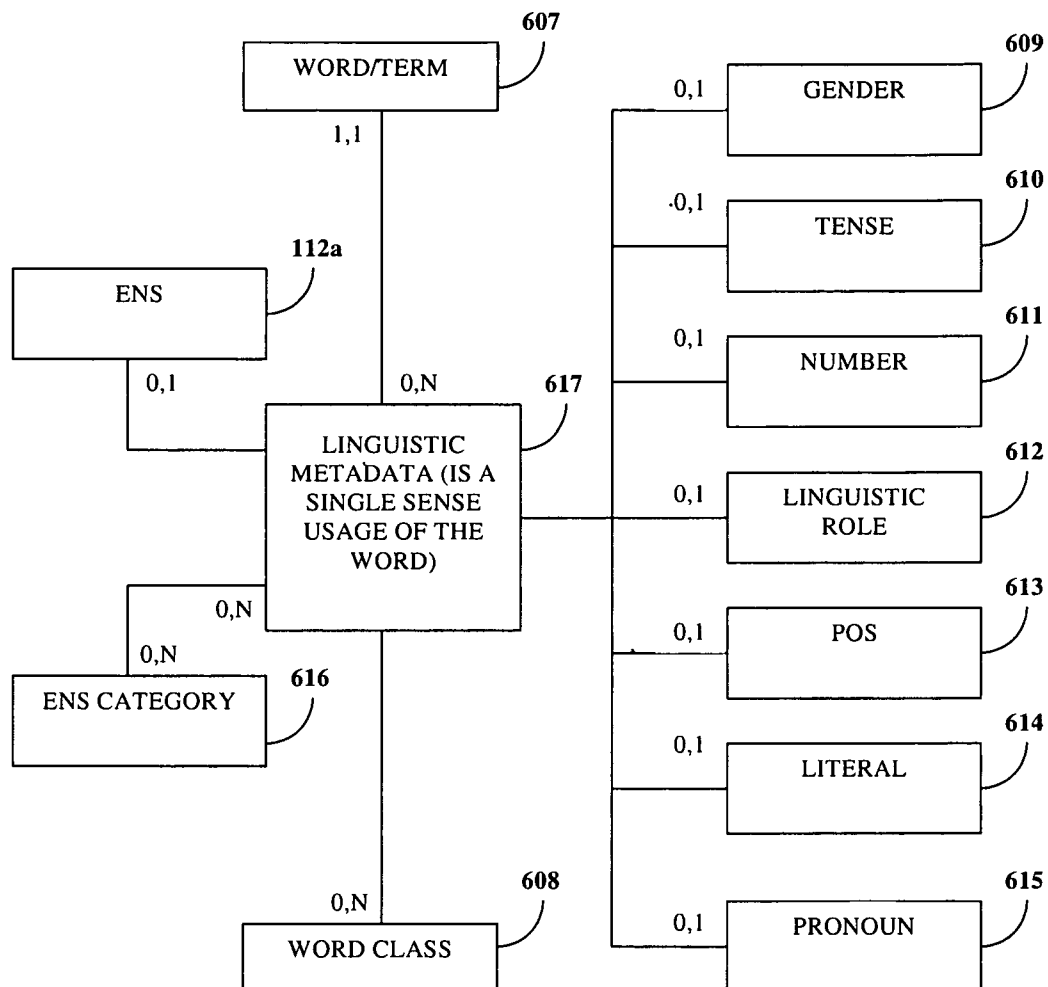 607
WORD/TERM
1,1
609
0,1
GENDER
610
0,1
TENSE
112a
ENS
0,1
611
0,1
NUMBER
0,N
617
LINGUISTIC
METADATA (IS A
SINGLE SENSE
USAGE OF THE
WORD)
612
0,1
LINGUISTIC
ROLE
0,N
0,N
616
ENS CATEGORY
613
0,1
POS
614
0,1
LITERAL
608
0,N
WORD CLASS
615
0,1
PRONOUN